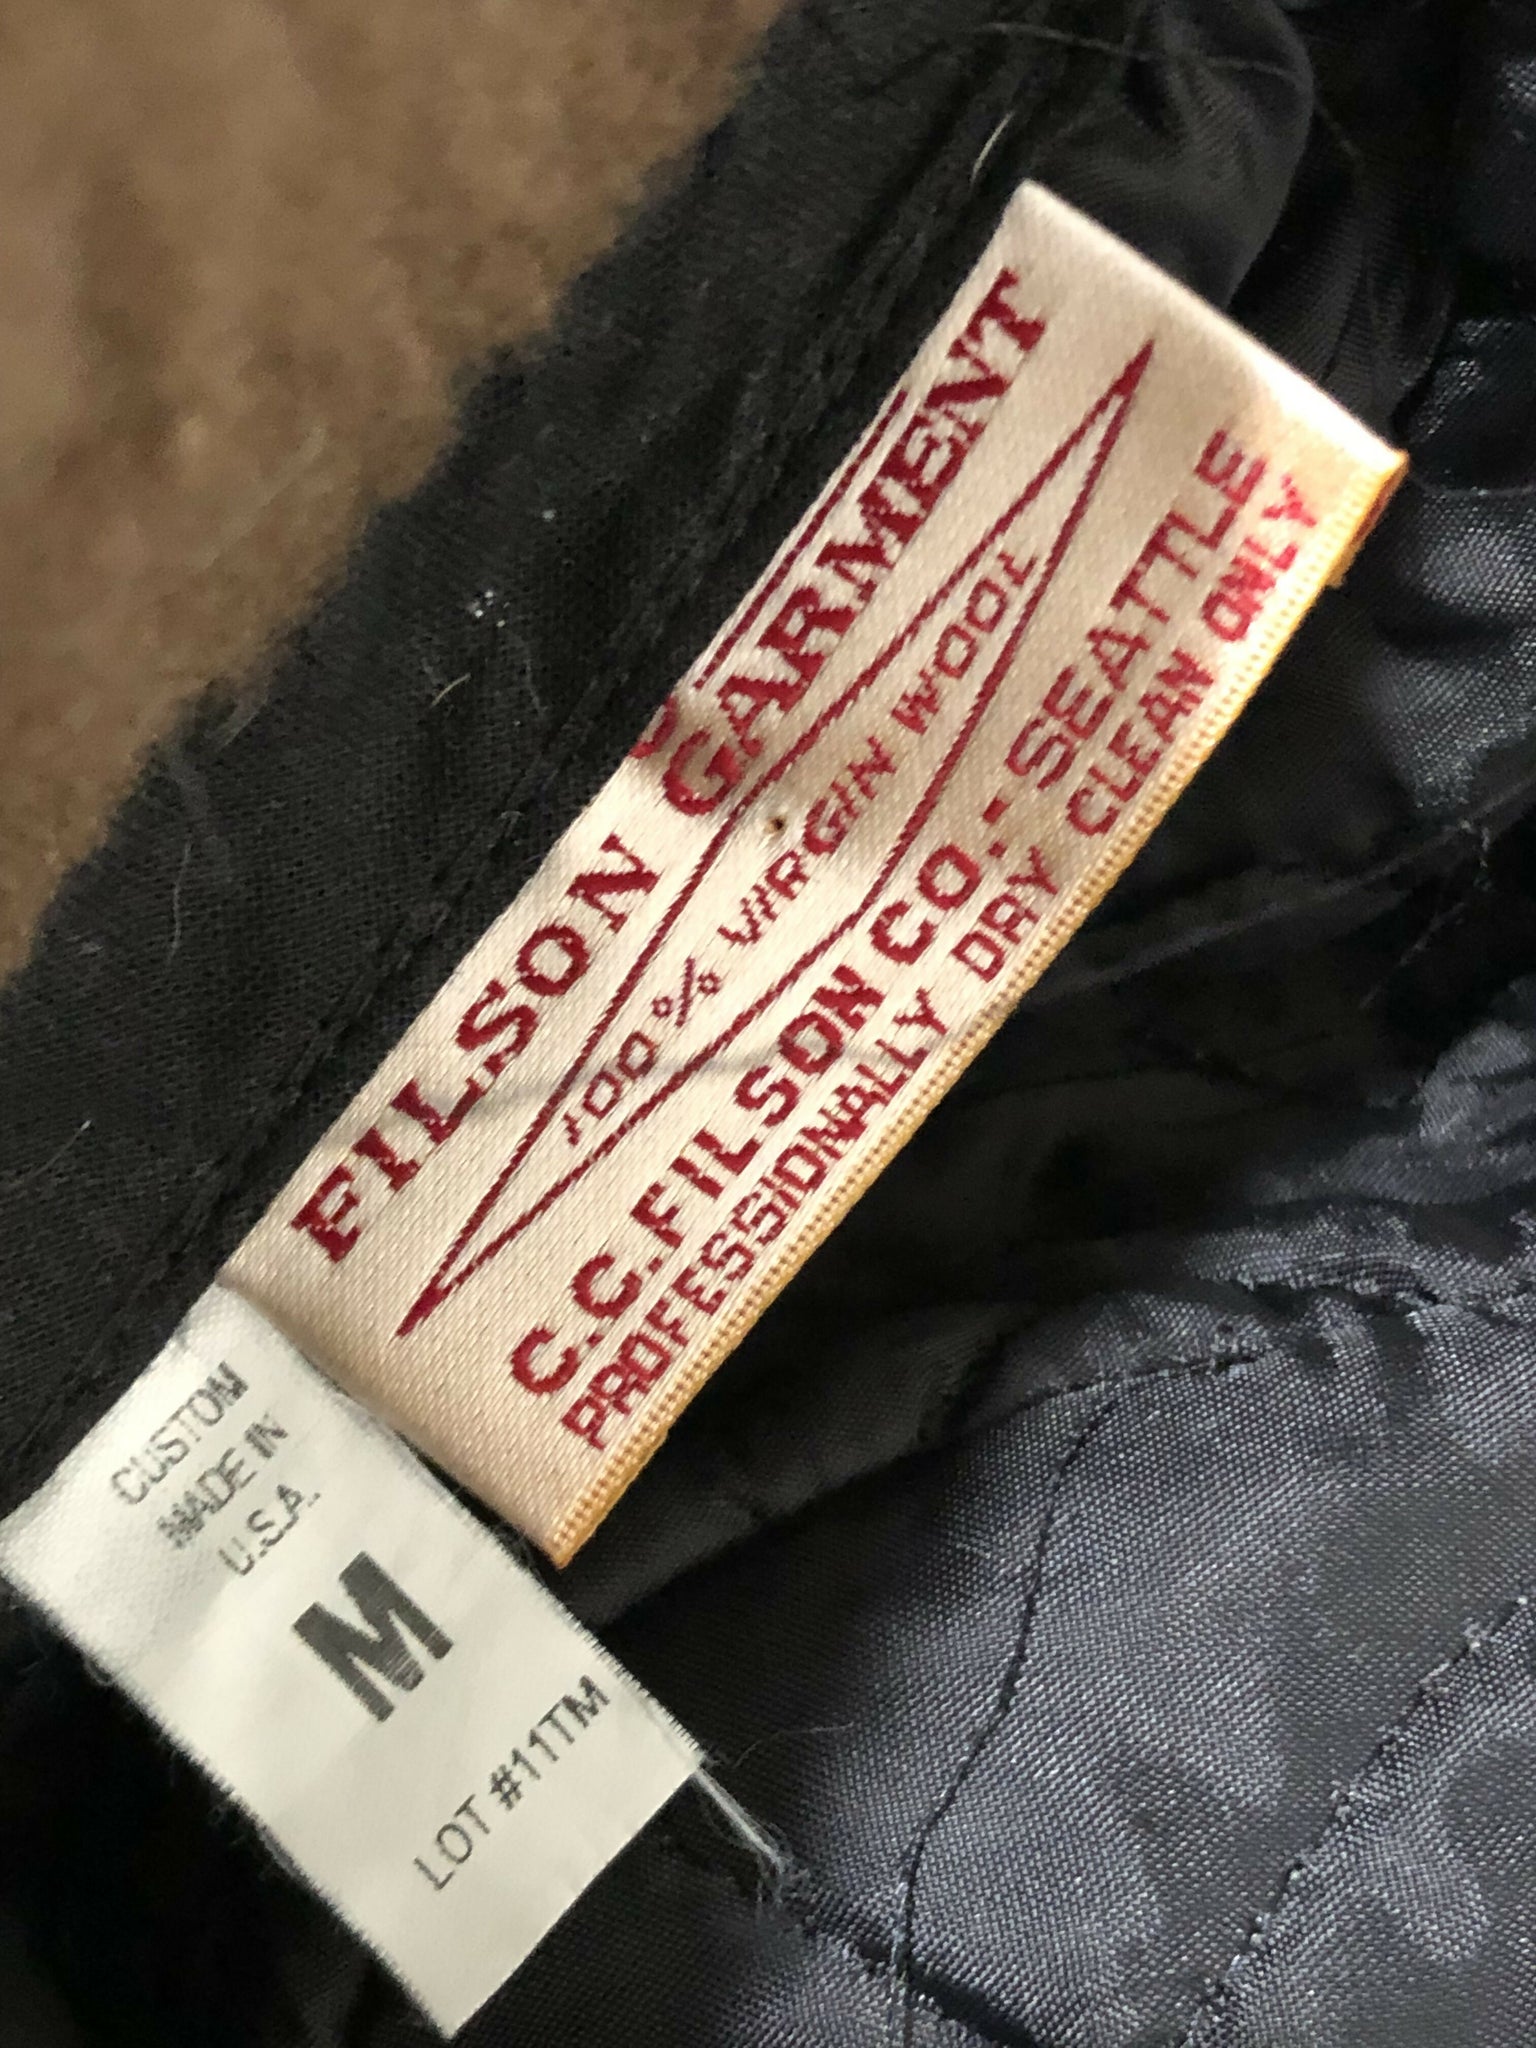 FILSON GARMENT
100% VIRGIN WOOL
C.C.FILSON CO.-SEATTLE
PROFESSIONALLY DRY CLEAN ONLY
CUSTOM
MADE IN
U.S.A.
M
LOT #11TM